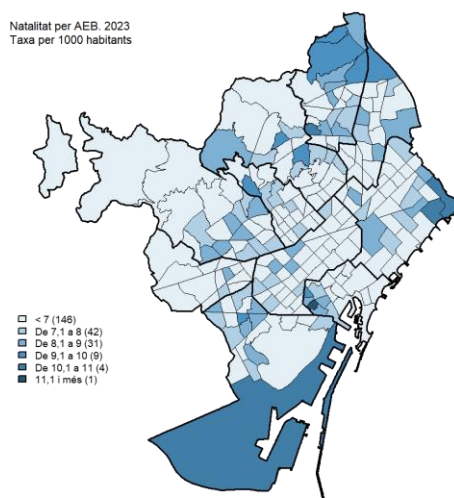 Natalitat per AEB. 2023
Taxa per 1000 habitants
< 7 (146)
De 7,1 a 8 (42)
De 8,1 a 9 (31)
De 9,1 a 10 (9)
De 10,1 a 11 (4)
11,1 i més (1)